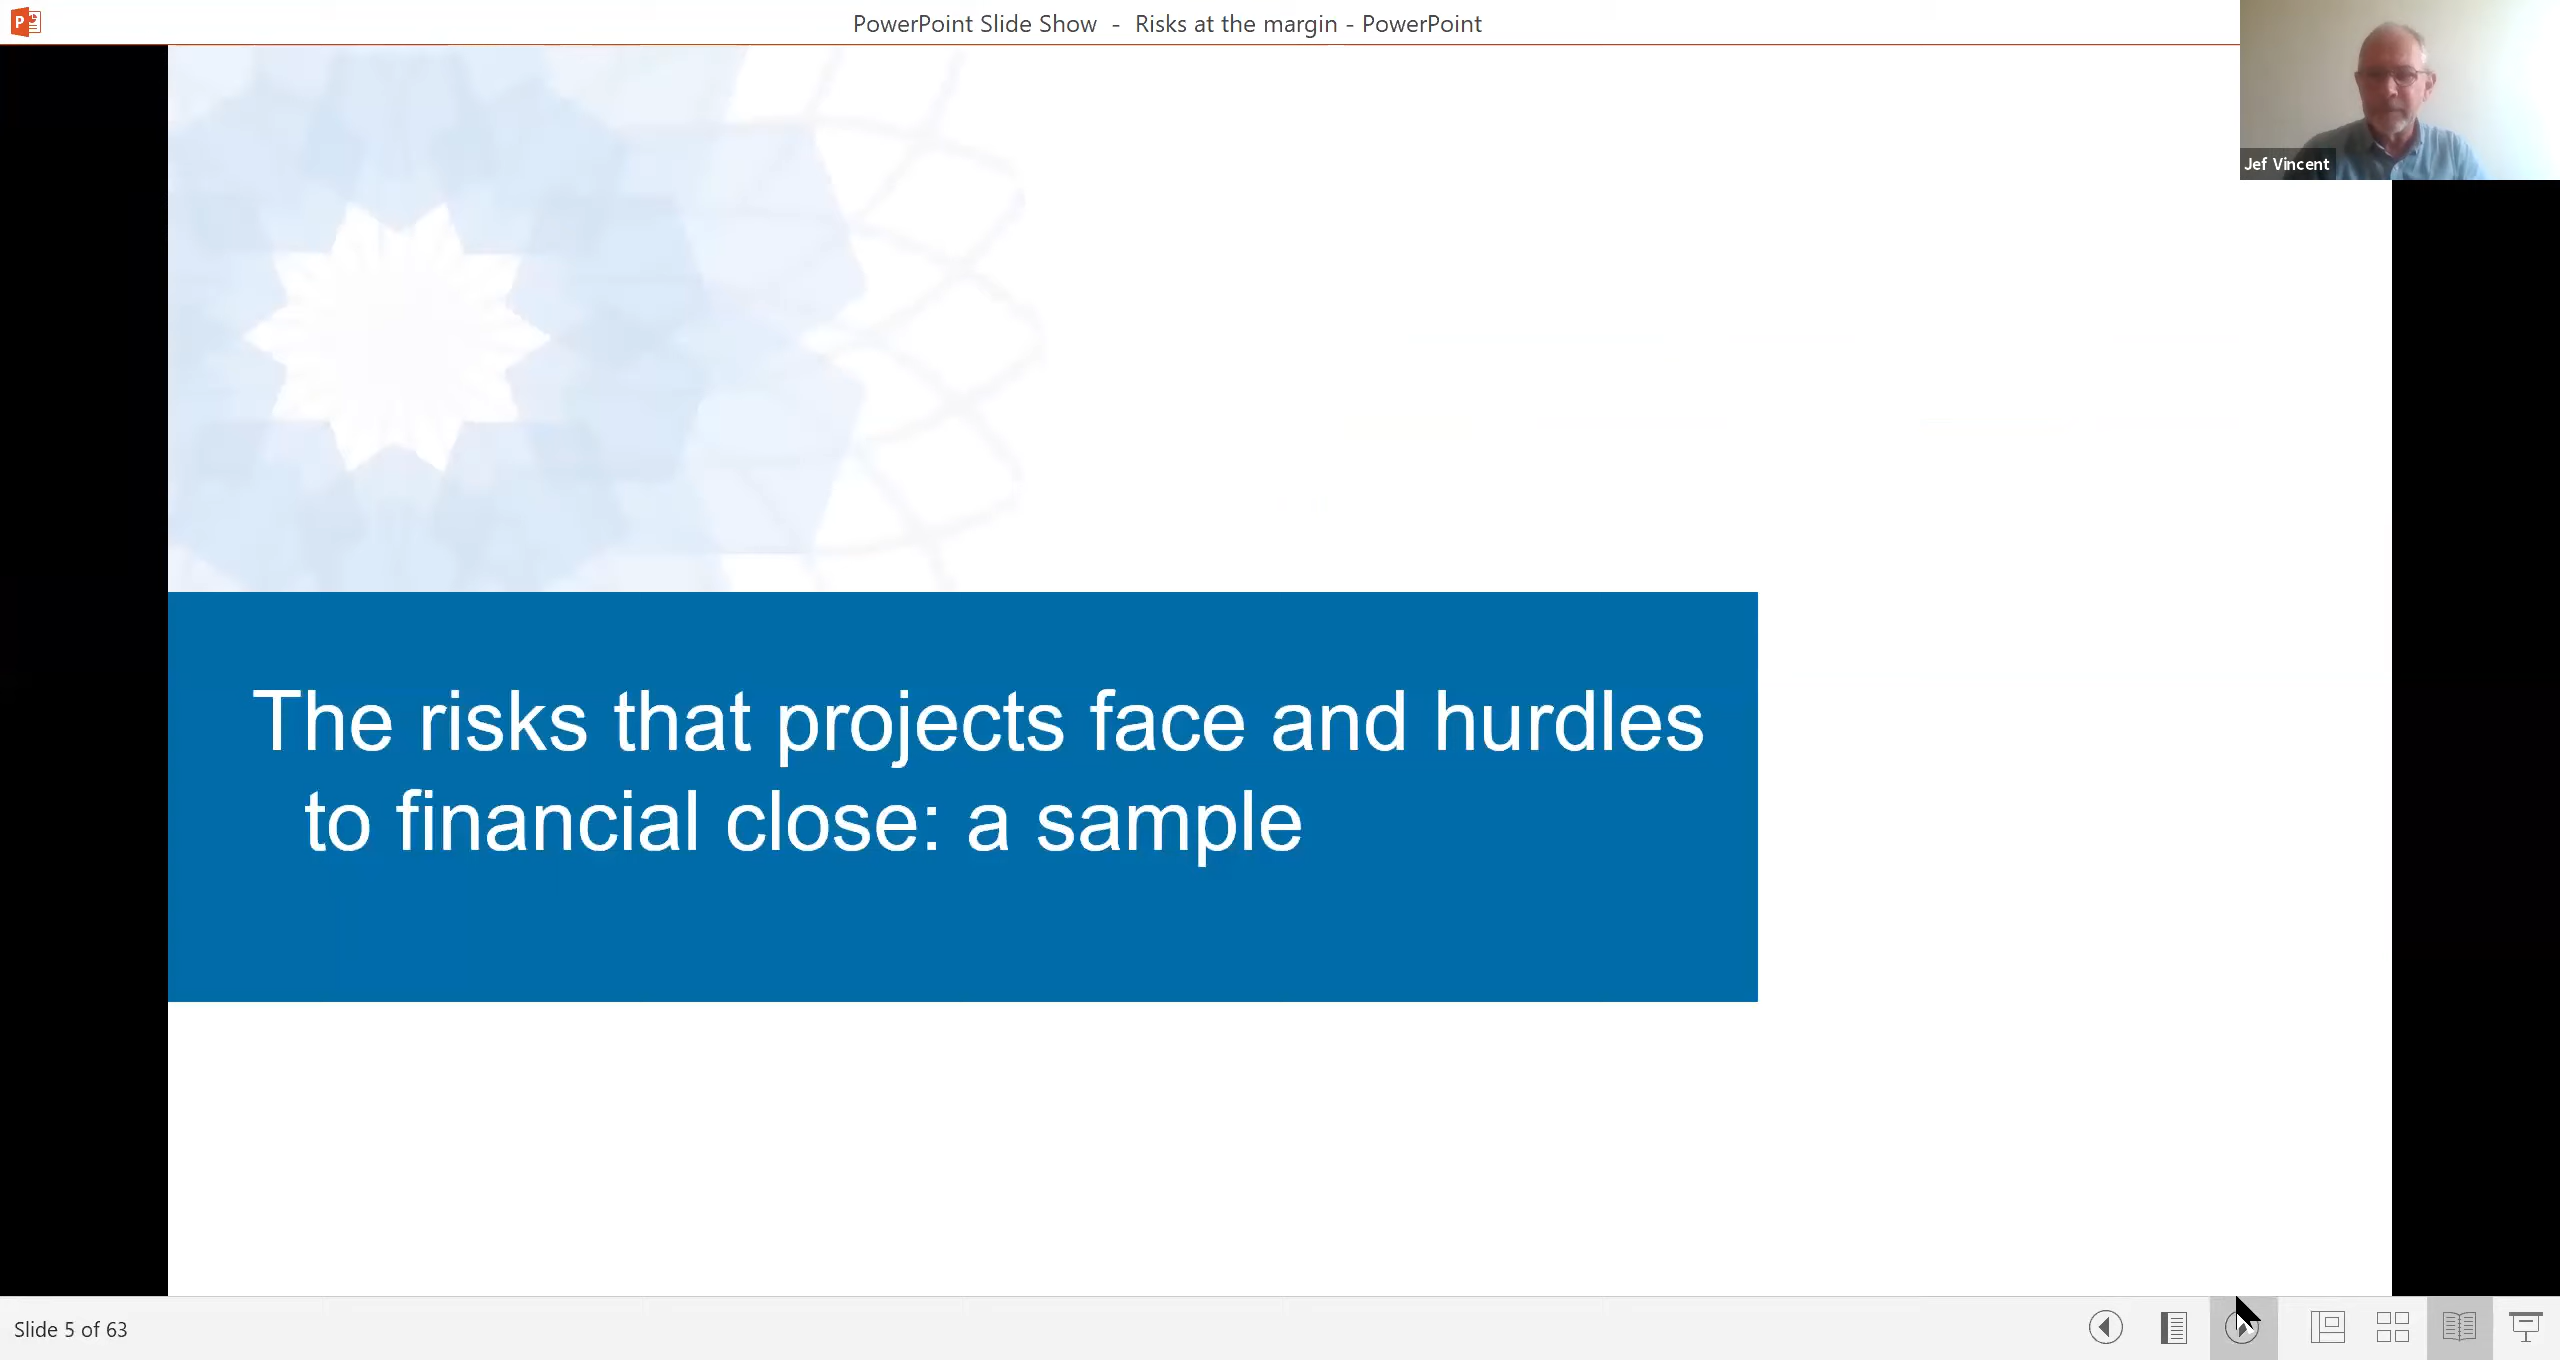 PowerPoint Slide Show - Risks at the margin - PowerPoint
Jef Vincent
The risks that projects face and hurdles
to financial close: a sample
Slide 5 of 63